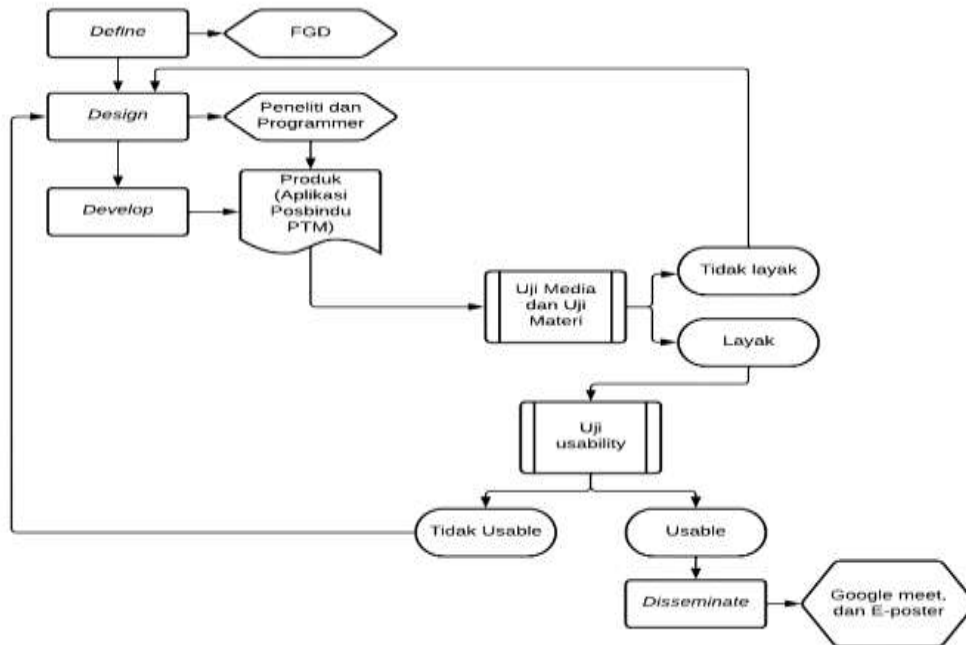 Define
FGD
Design
Peneliti dan
Programmer
Develop
Produk
(Aplikasi
Posbindu
PTM)
Uji Media
dan Uji
Materi
Tidak layak
Layak
Uji
usability
Tidak Usable
Usable
Disseminate
Google meet,
dan E-poster